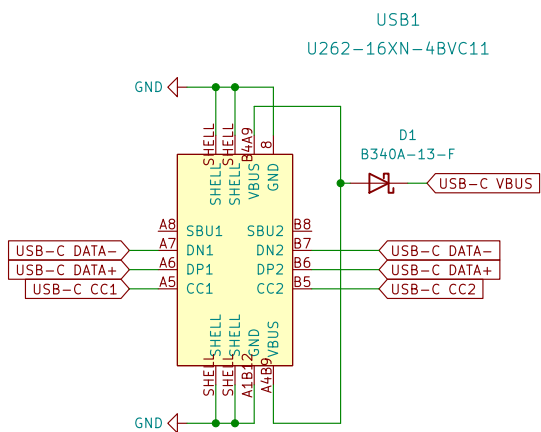 USB1
U262-16XN-4BVC11
GND
SHELL
SHELL
B4A9
8
SHELL
SHELL
VBUS
GND
D1
B340A-13-F
USB-C VBUS
A8
SBU1
SBU2
B8
USB-C DATA-
A7
DN1
DN2
B7
USB-C DATA-
USB-C DATA+
A6
DP1
DP2
B6
USB-C DATA+
USB-C CC1
A5
CC1
CC2
B5
USB-C CC2
SHELL
SHELL
GND
VBUS
SHELL
SHELL
A1B12
A4B9
GND